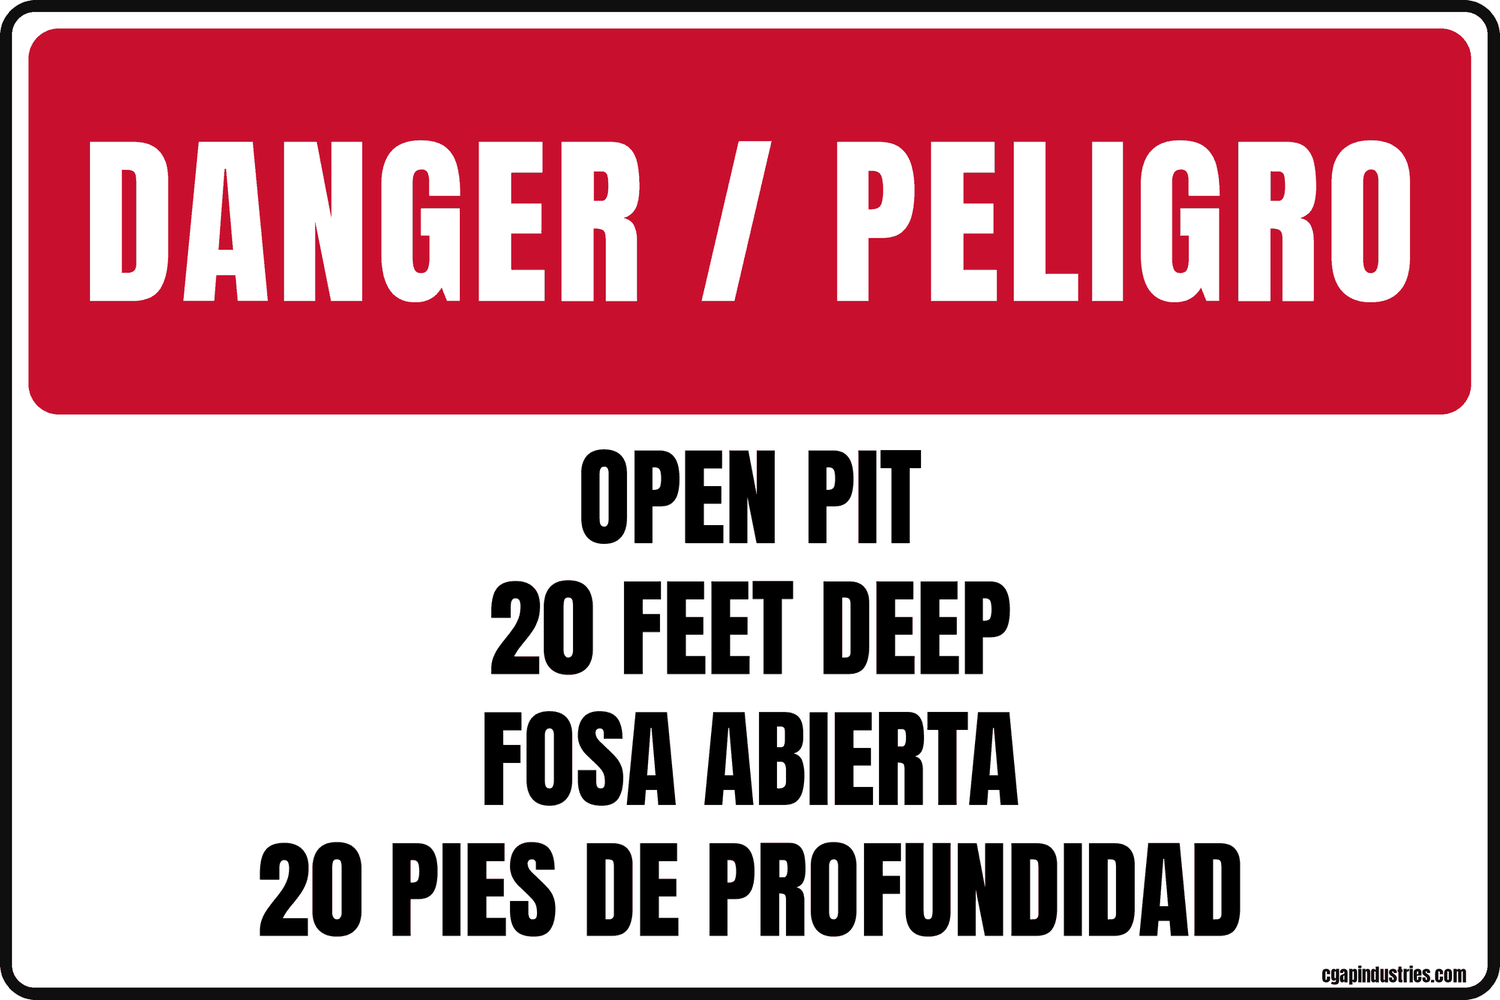 DANGER / PELIGRO
OPEN PIT
20 FEET DEEP
FOSA ABIERTA
20 PIES DE PROFUNDIDAD
cgapindustries.com